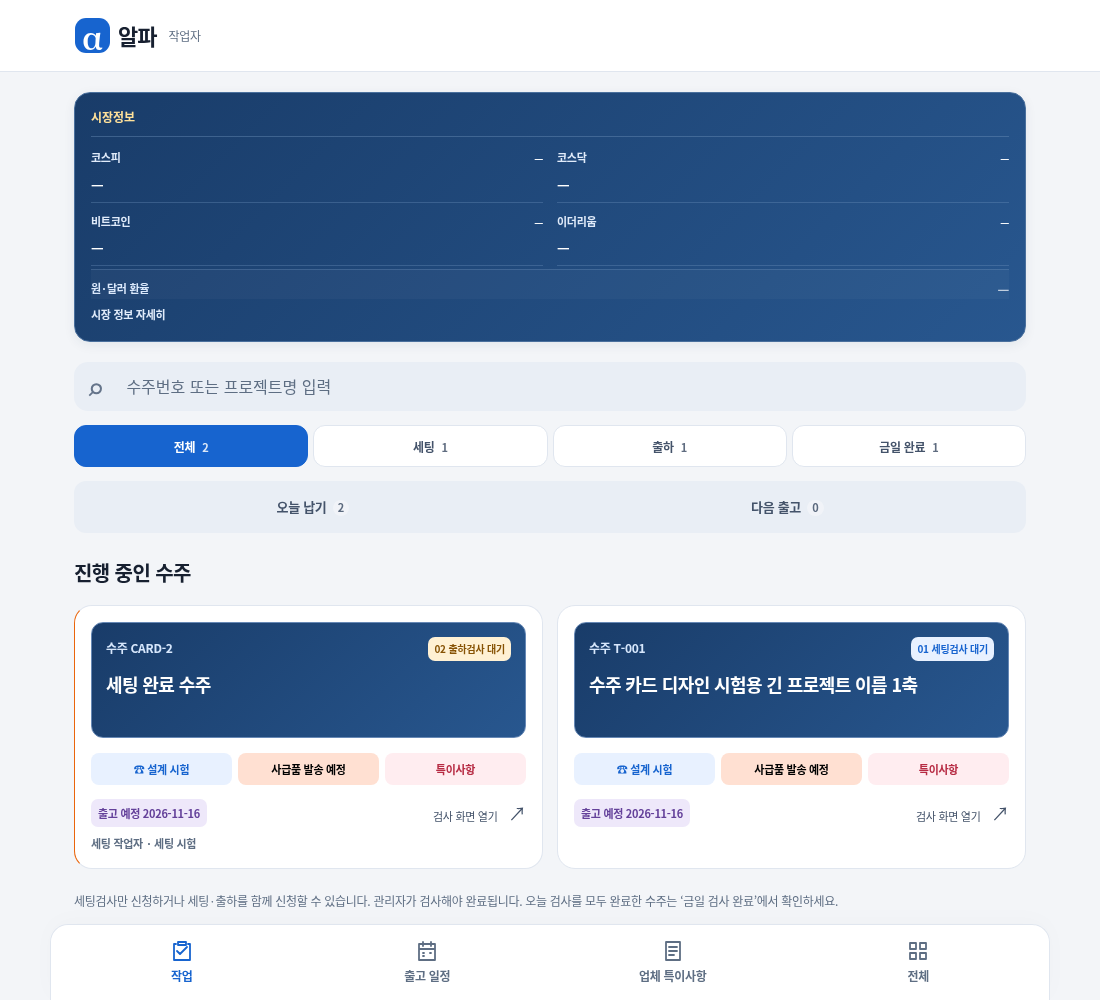 α 알파 작업자
시장정보
코스피 —
—
코스닥 —
—
비트코인 —
—
이더리움 —
—
원·달러 환율 —
시장 정보 자세히
수주번호 또는 프로젝트명 입력
전체 2
세팅 1
출하 1
금일 완료 1
오늘 납기 2
다음 출고 0
진행 중인 수주
수주 CARD-2
02 출하검사 대기
세팅 완료 수주
☎ 설계 시험
사급품 발송 예정
특이사항
출고 예정 2026-11-16
검사 화면 열기 ↗
세팅 작업자 · 세팅 시험
수주 T-001
01 세팅검사 대기
수주 카드 디자인 시험용 긴 프로젝트 이름 1축
☎ 설계 시험
사급품 발송 예정
특이사항
출고 예정 2026-11-16
검사 화면 열기 ↗
세팅검사만 신청하거나 세팅·출하를 함께 신청할 수 있습니다. 관리자가 검사해야 완료됩니다. 오늘 검사를 모두 완료한 수주는 ‘금일 검사 완료’에서 확인하세요.
작업
출고 일정
업체 특이사항
전체